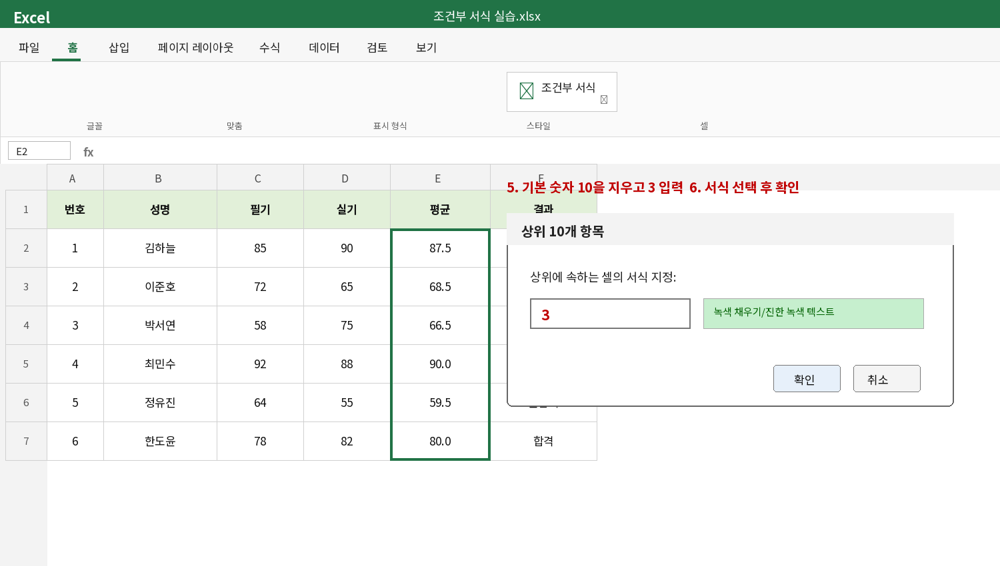 Excel
조건부 서식 실습.xlsx
파일 홈 삽입 페이지 레이아웃 수식 데이터 검토 보기
조건부 서식
글꼴 맞춤 표시 형식 스타일 셀
E2 fx
A B C D E F
5. 기본 숫자 10을 지우고 3 입력 6. 서식 선택 후 확인
1 번호 성명 필기 실기 평균 결과
상위 10개 항목
2 1 김하늘 85 90 87.5
상위에 속하는 셀의 서식 지정:
3 2 이준호 72 65 68.5
3 녹색 채우기/진한 녹색 텍스트
4 3 박서연 58 75 66.5
5 4 최민수 92 88 90.0
확인 취소
6 5 정유진 64 55 59.5
7 6 한도윤 78 82 80.0 합격